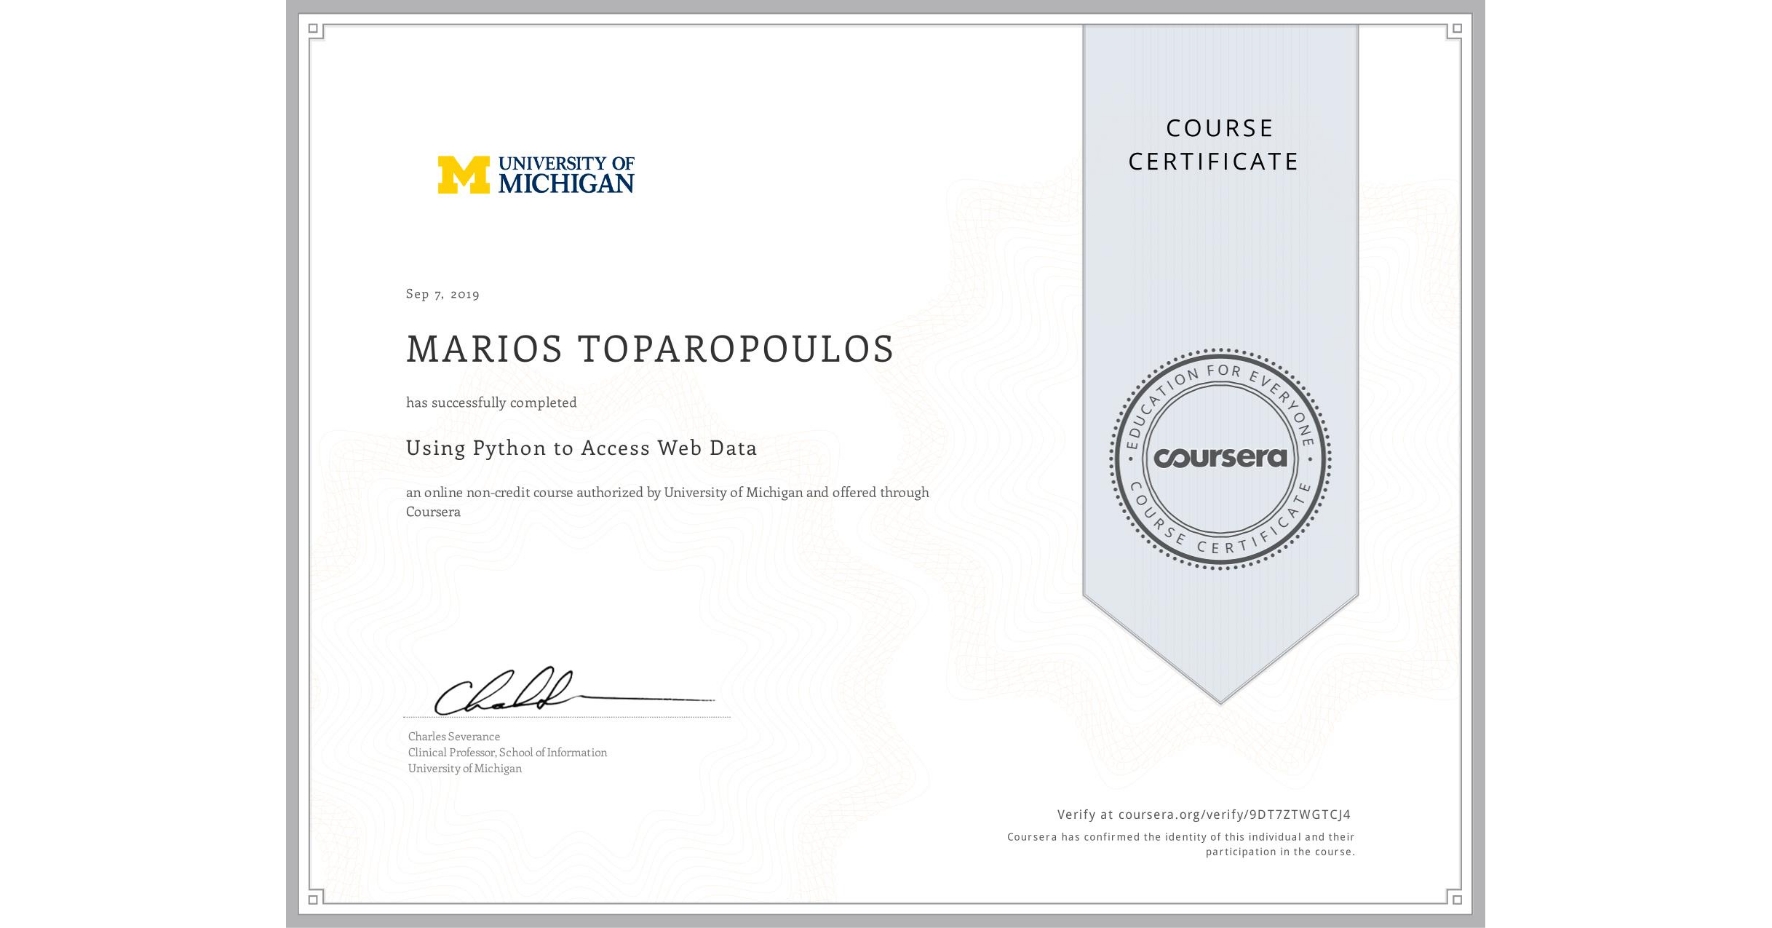 COURSE
CERTIFICATE
UNIVERSITY OF
MICHIGAN
Sep 7, 2019
MARIOS TOPAROPOULOS
has successfully completed
Using Python to Access Web Data
an online non-credit course authorized by University of Michigan and offered through
Coursera
EDUCATION FOR EVERYONE
coursera
COURSE CERTIFICATE
Charles Severance
Clinical Professor, School of Information
University of Michigan
Verify at coursera.org/verify/9DT7ZTWGTCJ4
Coursera has confirmed the identity of this individual and their
participation in the course.